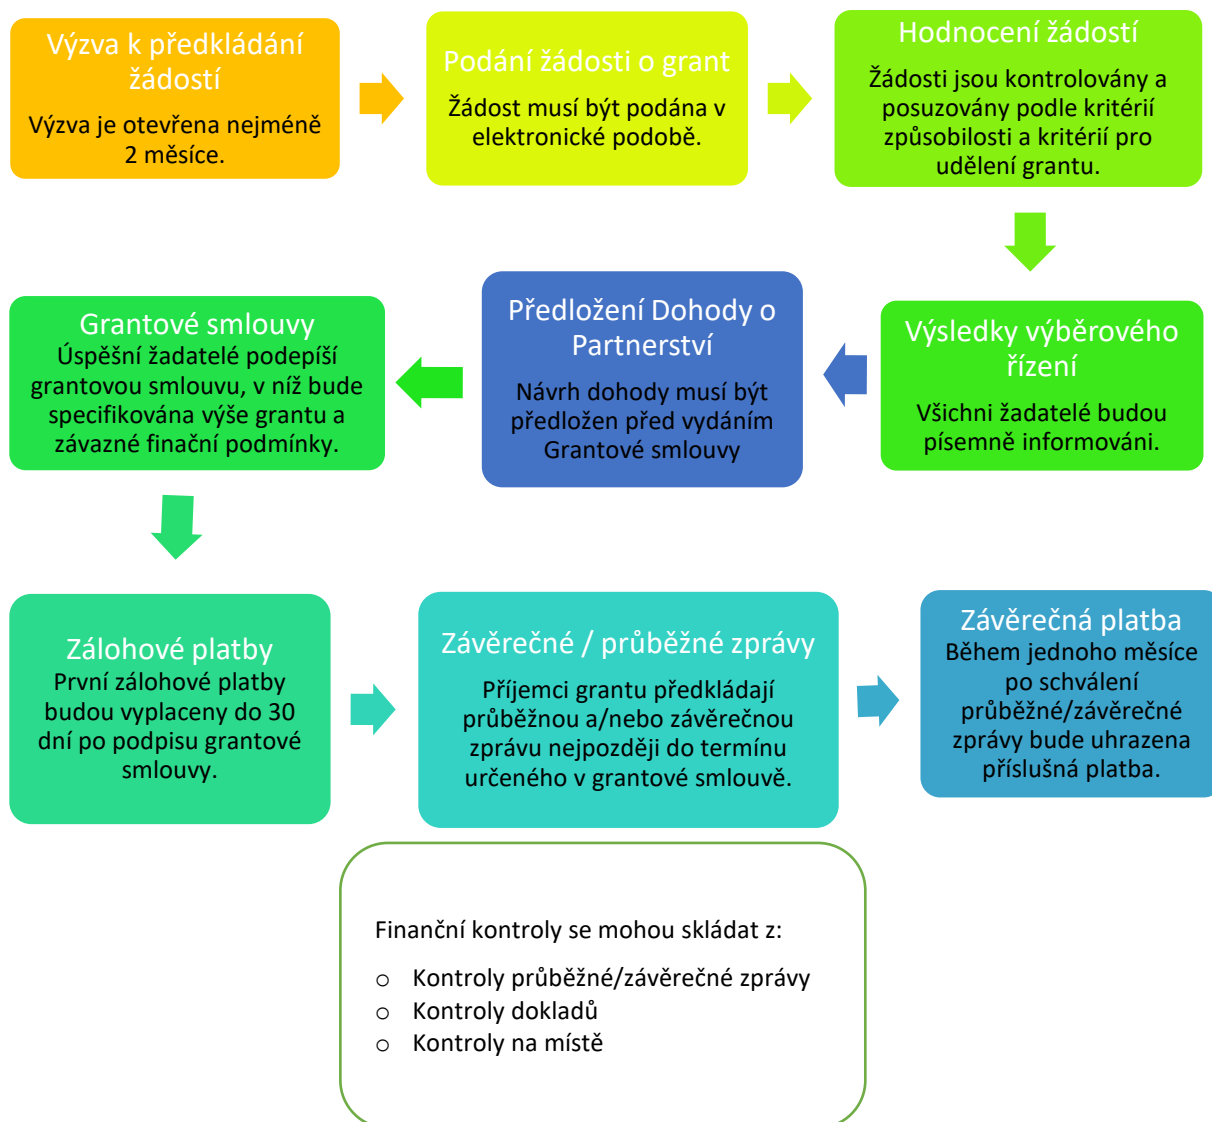 Výzva k předkládání
žádostí
Výzva je otevřena nejméně
2 měsíce.
Podání žádosti o grant
Žádost musí být podána v
elektronické podobě.
Hodnocení žádostí
Žádosti jsou kontrolovány a
posuzovány podle kritérií
způsobilosti a kritérií pro
udělení grantu.
Výsledky výběrového
řízení
Všichni žadatelé budou
písemně informováni.
Předložení Dohody o
Partnerství
Návrh dohody musí být
předložen před vydáním
Grantové smlouvy
Grantové smlouvy
Úspěšní žadatelé podepíší
grantovou smlouvu, v níž bude
specifikována výše grantu a
závazné finanční podmínky.
Zálohové platby
První zálohové platby
budou vyplaceny do 30
dní po podpisu grantové
smlouvy.
Závěrečné / průběžné zprávy
Příjemci grantu předkládají
průběžnou a/nebo závěrečnou
zprávu nejpozději do termínu
určeného v grantové smlouvě.
Závěrečná platba
Během jednoho měsíce
po schválení
průběžné/závěrečné
zprávy bude uhrazena
příslušná platba.
Finanční kontroly se mohou skládat z:
o Kontroly průběžné/závěrečné zprávy
o Kontroly dokladů
o Kontroly na místě